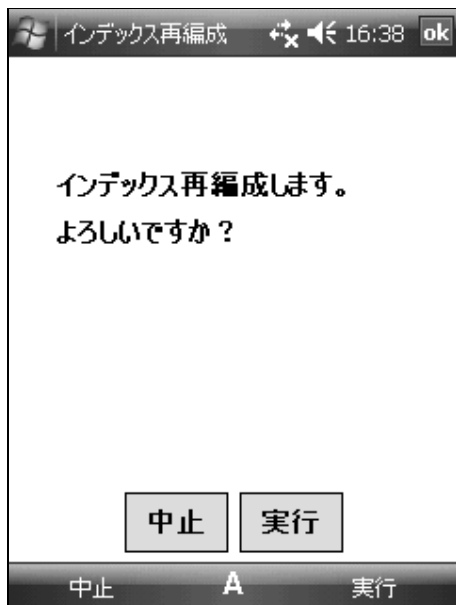 インデックス再編成 16:38 ok
インデックス再編成します。
よろしいですか？
中止 実行
中止 A 実行